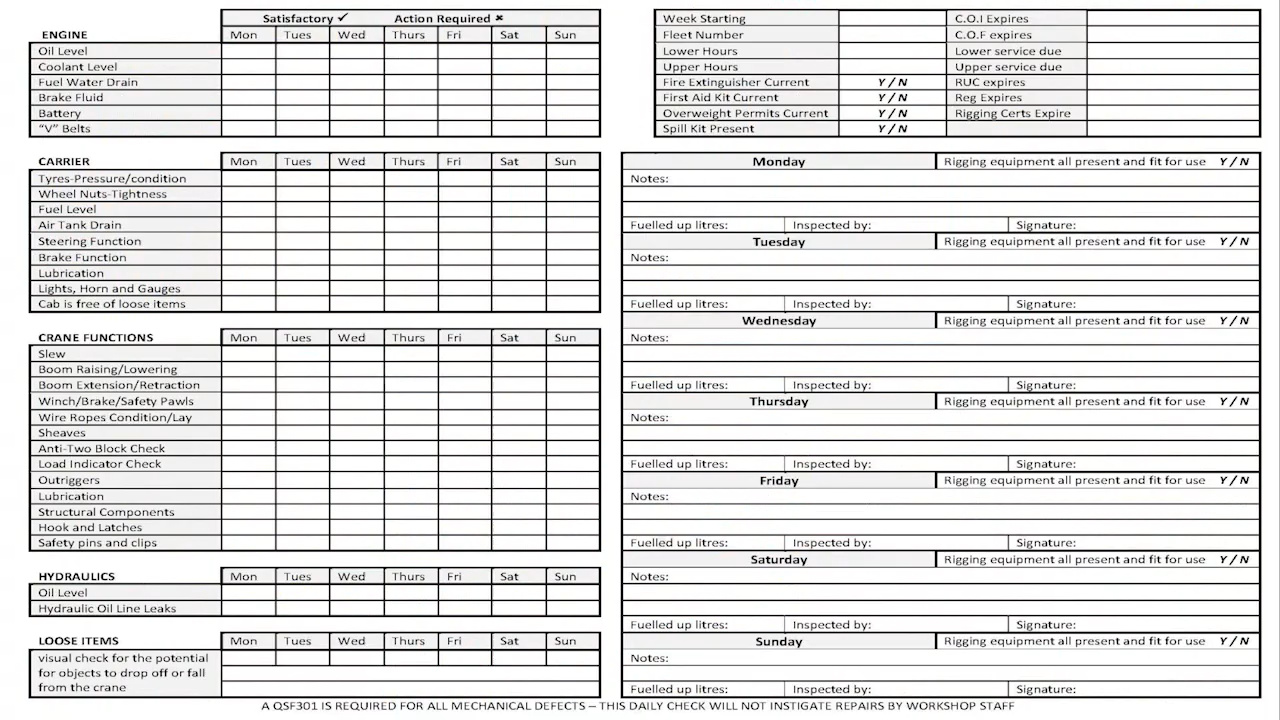 Satisfactory ✓ Action Required ✖
ENGINE Mon Tues Wed Thurs Fri Sat Sun
Oil Level
Coolant Level
Fuel Water Drain
Brake Fluid
Battery
“V” Belts
CARRIER Mon Tues Wed Thurs Fri Sat Sun
Tyres-Pressure/condition
Wheel Nuts-Tightness
Fuel Level
Air Tank Drain
Steering Function
Brake Function
Lubrication
Lights, Horn and Gauges
Cab is free of loose items
CRANE FUNCTIONS Mon Tues Wed Thurs Fri Sat Sun
Slew
Boom Raising/Lowering
Boom Extension/Retraction
Winch/Brake/Safety Pawls
Wire Ropes Condition/Lay
Sheaves
Anti-Two Block Check
Load Indicator Check
Outriggers
Lubrication
Structural Components
Hook and Latches
Safety pins and clips
HYDRAULICS Mon Tues Wed Thurs Fri Sat Sun
Oil Level
Hydraulic Oil Line Leaks
LOOSE ITEMS Mon Tues Wed Thurs Fri Sat Sun
visual check for the potential
for objects to drop off or fall
from the crane
Week Starting C.O.I Expires
Fleet Number C.O.F expires
Lower Hours Lower service due
Upper Hours Upper service due
Fire Extinguisher Current Y / N RUC expires
First Aid Kit Current Y / N Reg Expires
Overweight Permits Current Y / N Rigging Certs Expire
Spill Kit Present Y / N
Monday Rigging equipment all present and fit for use Y / N
Notes:
Fuelled up litres: Inspected by: Signature:
Tuesday Rigging equipment all present and fit for use Y / N
Notes:
Fuelled up litres: Inspected by: Signature:
Wednesday Rigging equipment all present and fit for use Y / N
Notes:
Fuelled up litres: Inspected by: Signature:
Thursday Rigging equipment all present and fit for use Y / N
Notes:
Fuelled up litres: Inspected by: Signature:
Friday Rigging equipment all present and fit for use Y / N
Notes:
Fuelled up litres: Inspected by: Signature:
Saturday Rigging equipment all present and fit for use Y / N
Notes:
Fuelled up litres: Inspected by: Signature:
Sunday Rigging equipment all present and fit for use Y / N
Notes:
Fuelled up litres: Inspected by: Signature:
A QSF301 IS REQUIRED FOR ALL MECHANICAL DEFECTS – THIS DAILY CHECK WILL NOT INSTIGATE REPAIRS BY WORKSHOP STAFF